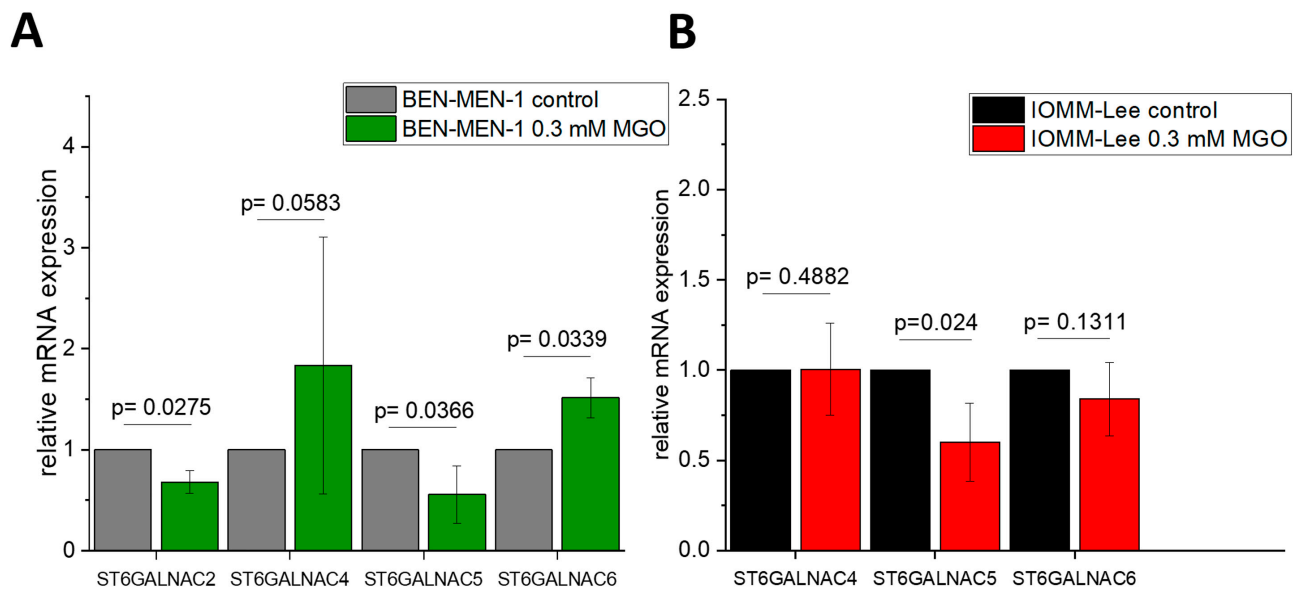 A
BEN-MEN-1 control
BEN-MEN-1 0.3 mM MGO
relative mRNA expression
4
3
2
1
0
p= 0.0275
p= 0.0583
p= 0.0366
p= 0.0339
ST6GALNAC2
ST6GALNAC4
ST6GALNAC5
ST6GALNAC6
B
IOMM-Lee control
IOMM-Lee 0.3 mM MGO
relative mRNA expression
2.5
2.0
1.5
1.0
0.5
0.0
p= 0.4882
p=0.024
p= 0.1311
ST6GALNAC4
ST6GALNAC5
ST6GALNAC6